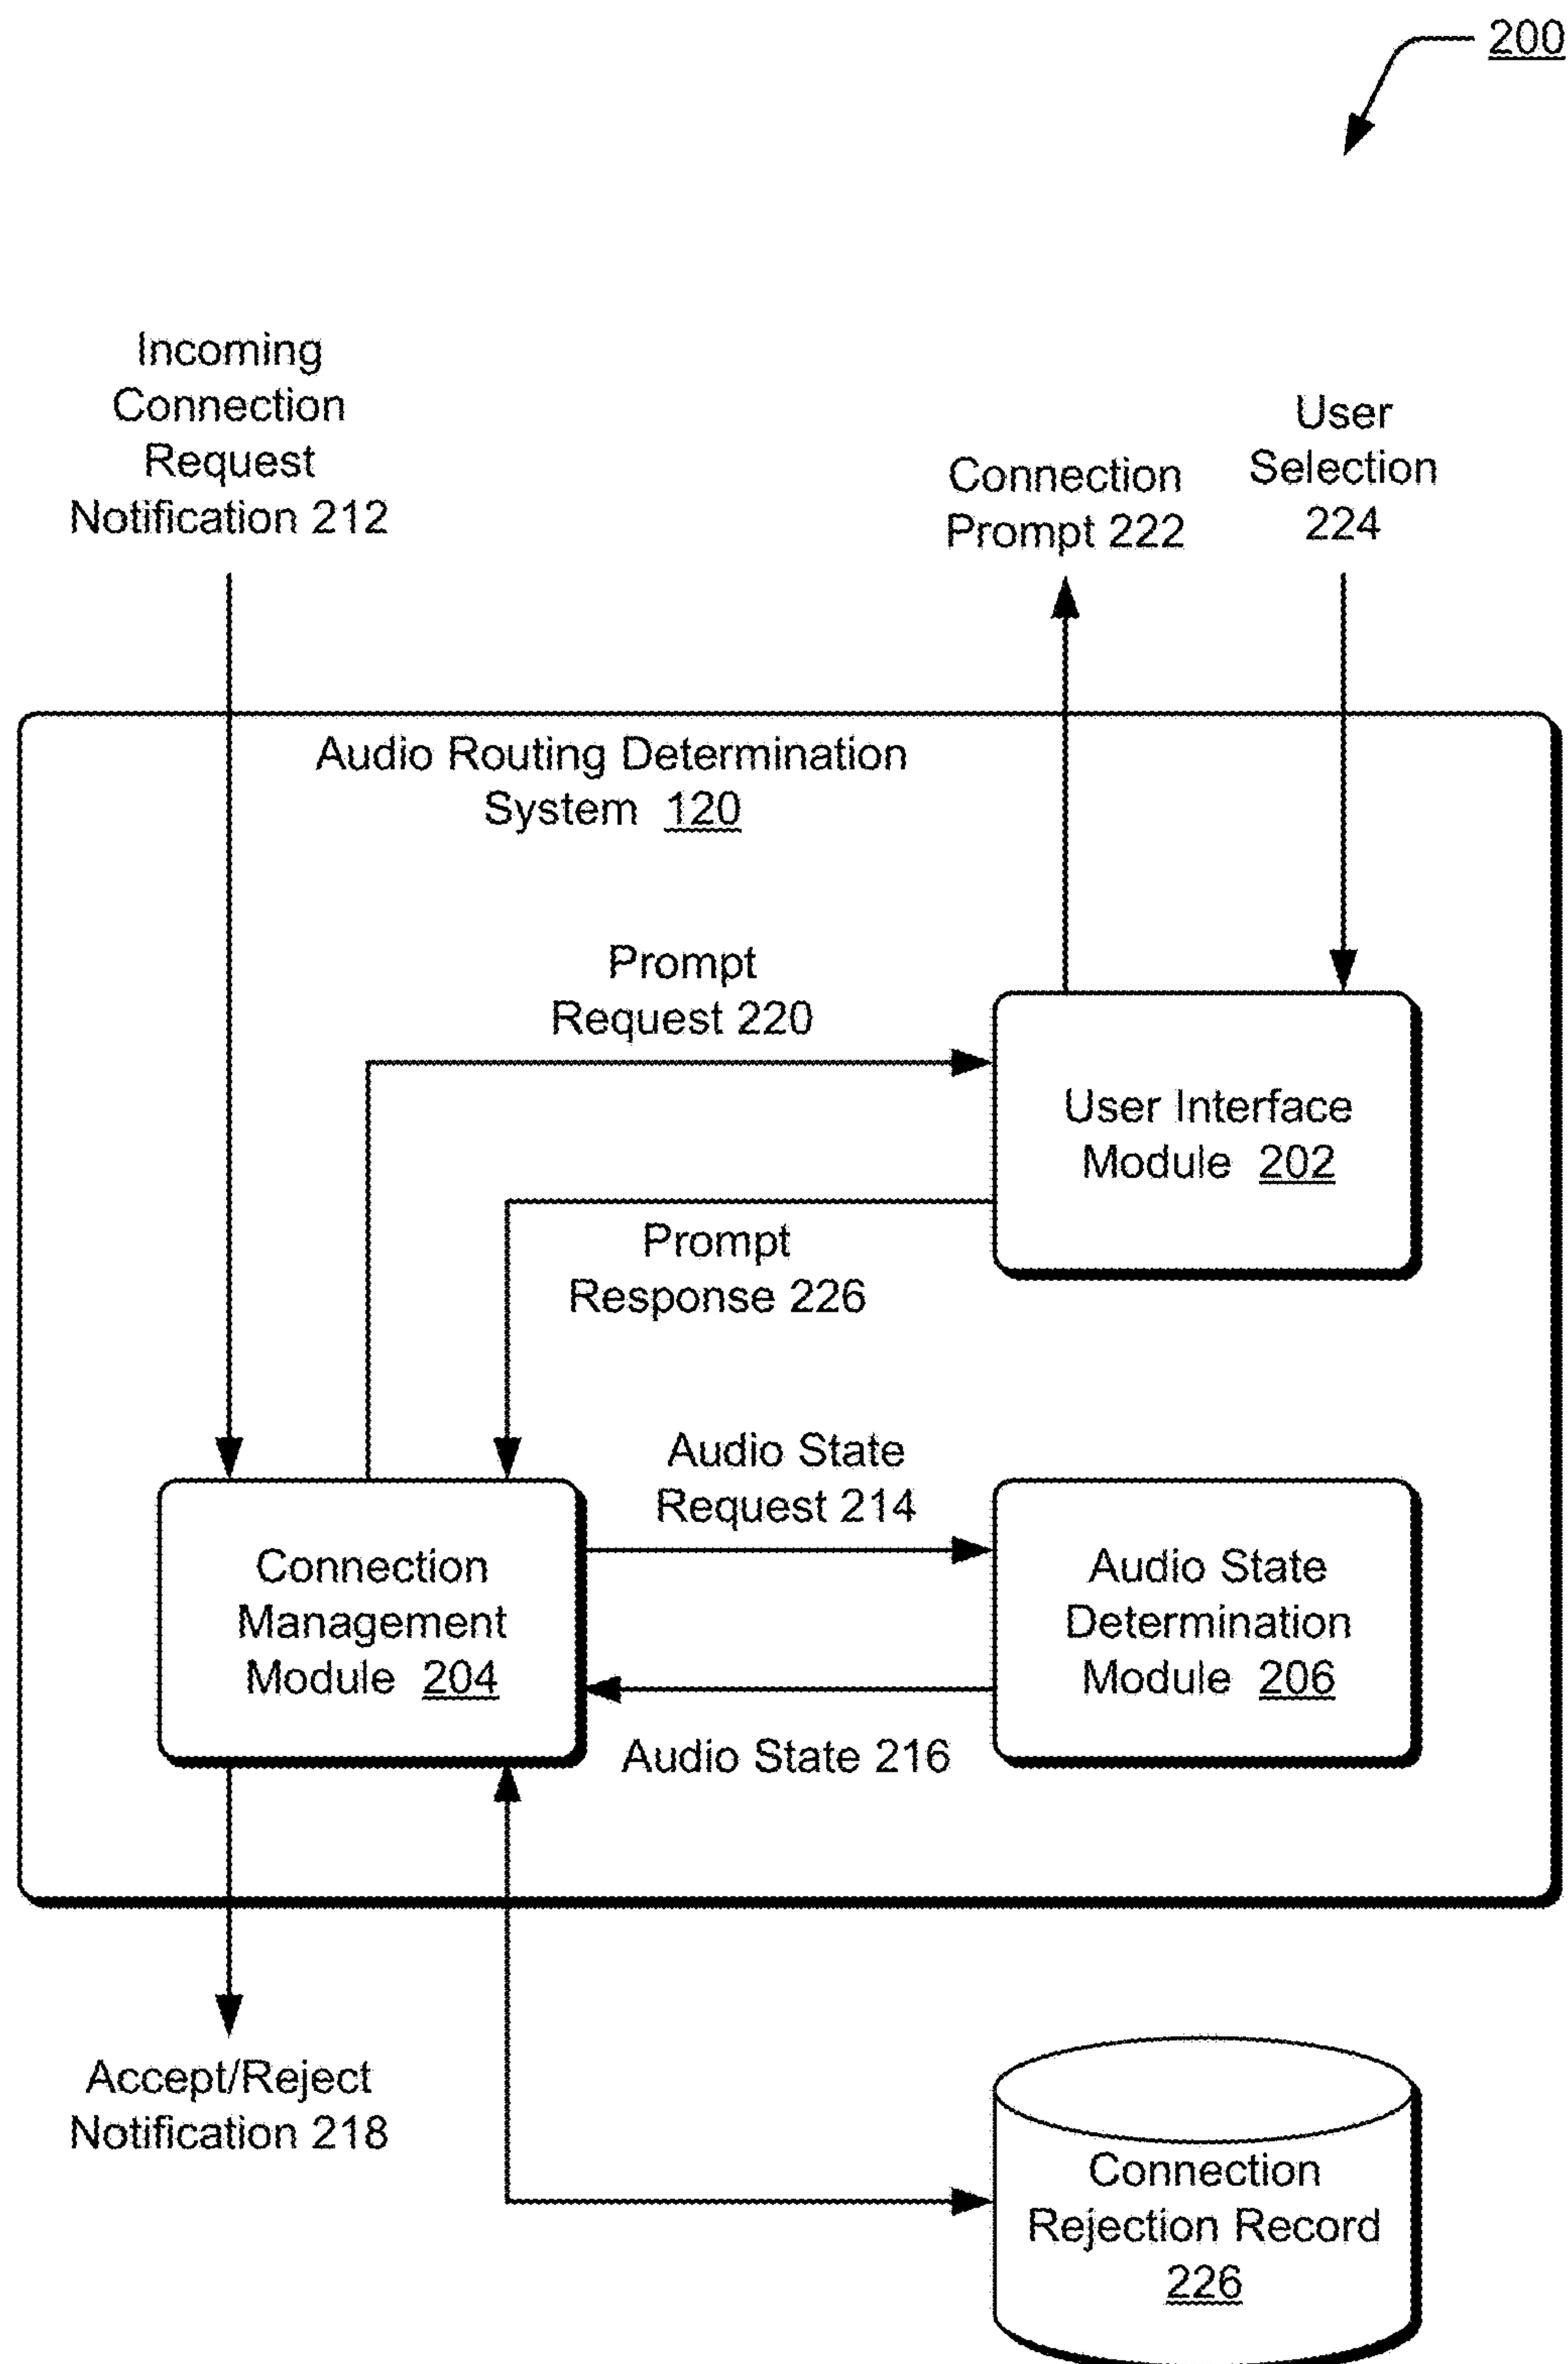 200
Incoming
Connection
Request
Notification 212
Connection
Prompt 222
User
Selection
224
Audio Routing Determination
System 120
Prompt
Request 220
User Interface
Module 202
Prompt
Response 226
Audio State
Request 214
Connection
Management
Module 204
Audio State
Determination
Module 206
Audio State 216
Accept/Reject
Notification 218
Connection
Rejection Record
226